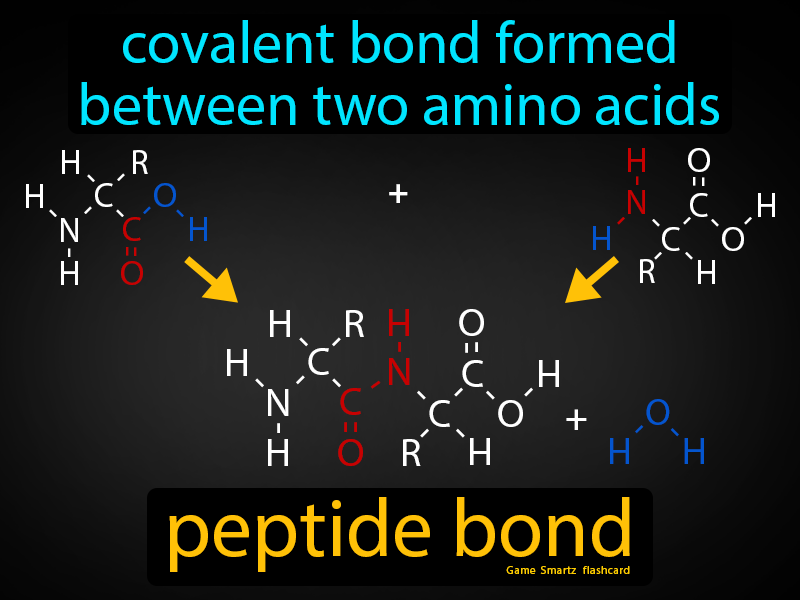 covalent bond formed
between two amino acids
H R H O
H C O + N C H
N C H H C O
H O R H
H R H O
H C N C H
N C C O + O
H O R H H H
peptide bond
Game Smartz flashcard